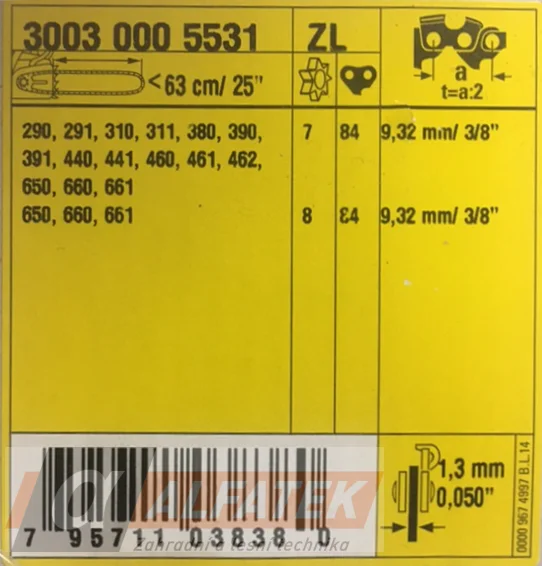 3003 000 5531 ZL
a
t=a:2
< 63 cm/ 25"
290, 291, 310, 311, 380, 390, 7 84 9,32 mm/ 3/8"
391, 440, 441, 460, 461, 462,
650, 660, 661
650, 660, 661 8 84 9,32 mm/ 3/8"
1,3 mm
0,050"
0000 967 4997 B.L.14
ALFATEK
Zahradní a lesní technika
7 95711 03838 0